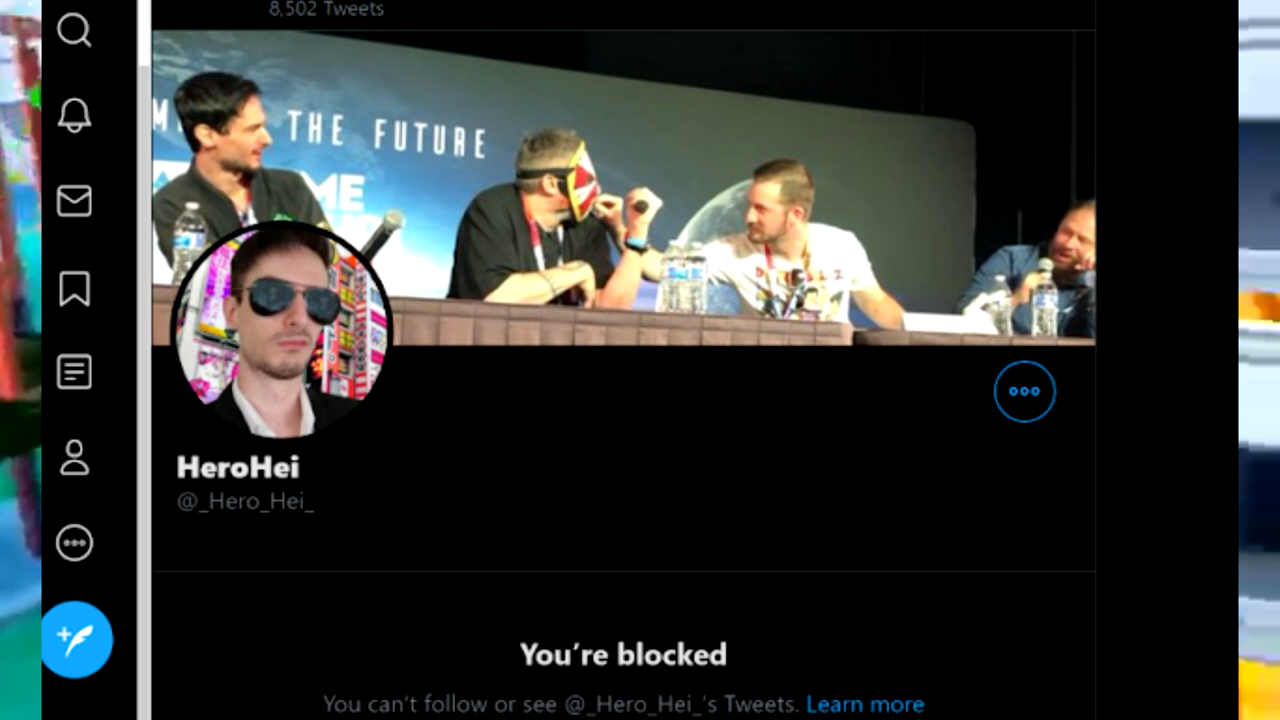 8,502 Tweets
THE FUTURE
HeroHei
@_Hero_Hei_
You're blocked
You can't follow or see @_Hero_Hei_'s Tweets. Learn more